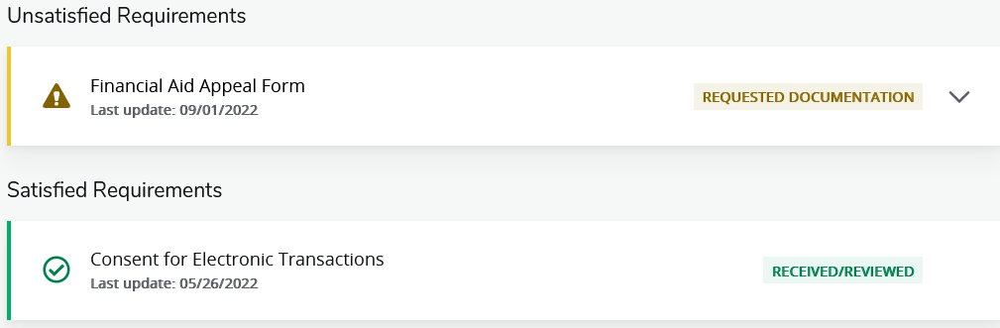 Unsatisfied Requirements
Financial Aid Appeal Form
Last update: 09/01/2022
REQUESTED DOCUMENTATION
Satisfied Requirements
Consent for Electronic Transactions
Last update: 05/26/2022
RECEIVED/REVIEWED